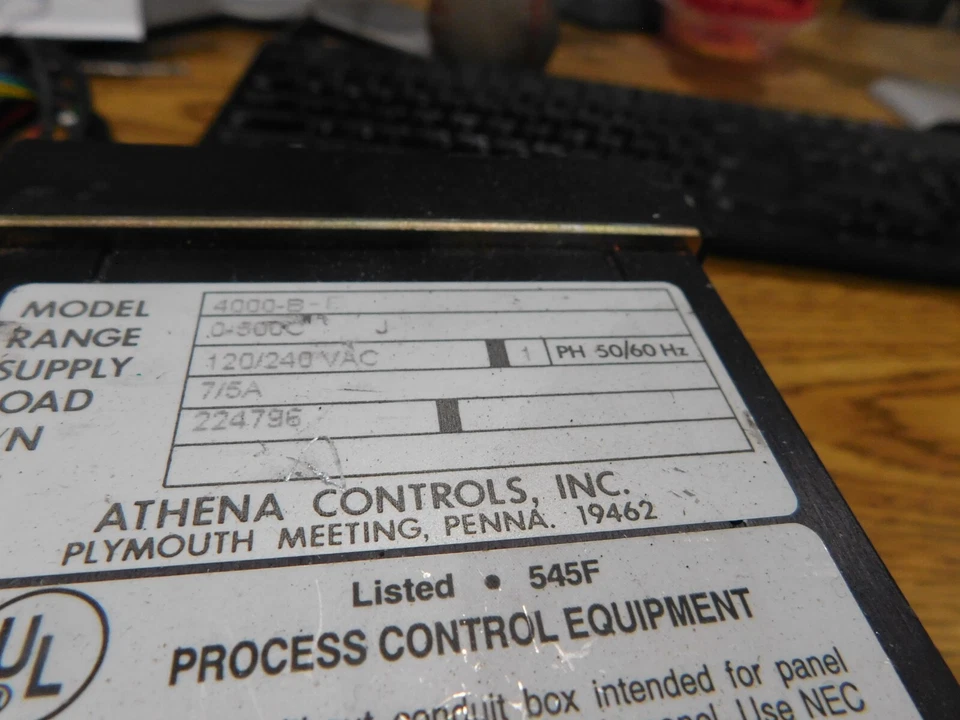 MODEL 4000-B-
RANGE 0-500C J
SUPPLY 120/240 VAC 1 PH 50/60 Hz
OAD 7/5A
/N 224796
ATHENA CONTROLS, INC.
PLYMOUTH MEETING, PENNA. 19462
UL
Listed • 545F
PROCESS CONTROL EQUIPMENT
conduit box intended for panel
Use NEC